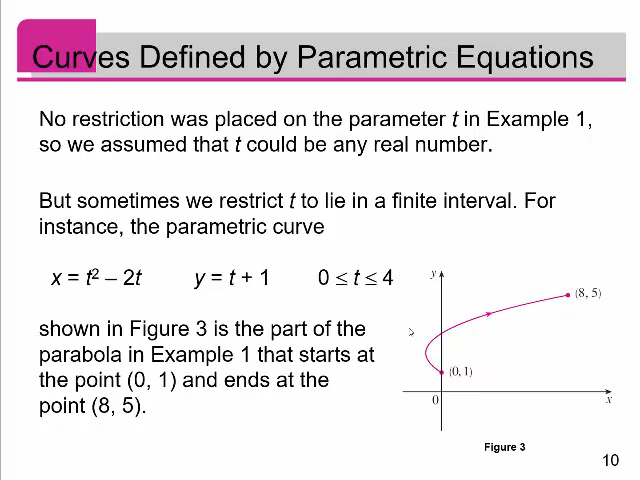 Curves Defined by Parametric Equations
No restriction was placed on the parameter t in Example 1,
so we assumed that t could be any real number.
But sometimes we restrict t to lie in a finite interval. For
instance, the parametric curve
x = t² – 2t y = t + 1 0 ≤ t ≤ 4
shown in Figure 3 is the part of the
parabola in Example 1 that starts at
the point (0, 1) and ends at the
point (8, 5).
y
(8, 5)
(0, 1)
0
x
Figure 3
10